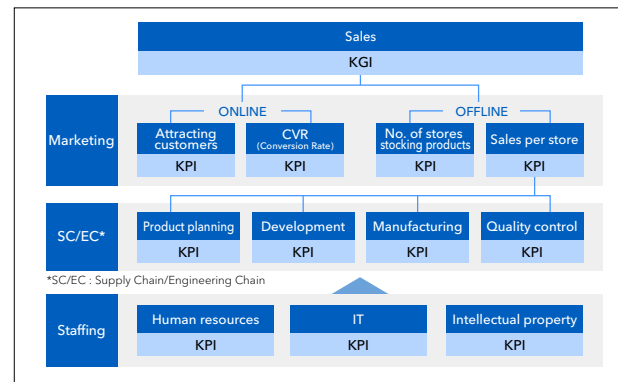 Sales
KGI
ONLINE
OFFLINE
Marketing
Attracting
customers
KPI
CVR
(Conversion Rate)
KPI
No. of stores
stocking products
KPI
Sales per store
KPI
SC/EC*
Product planning
KPI
Development
KPI
Manufacturing
KPI
Quality control
KPI
*SC/EC : Supply Chain/Engineering Chain
Staffing
Human resources
KPI
IT
KPI
Intellectual property
KPI